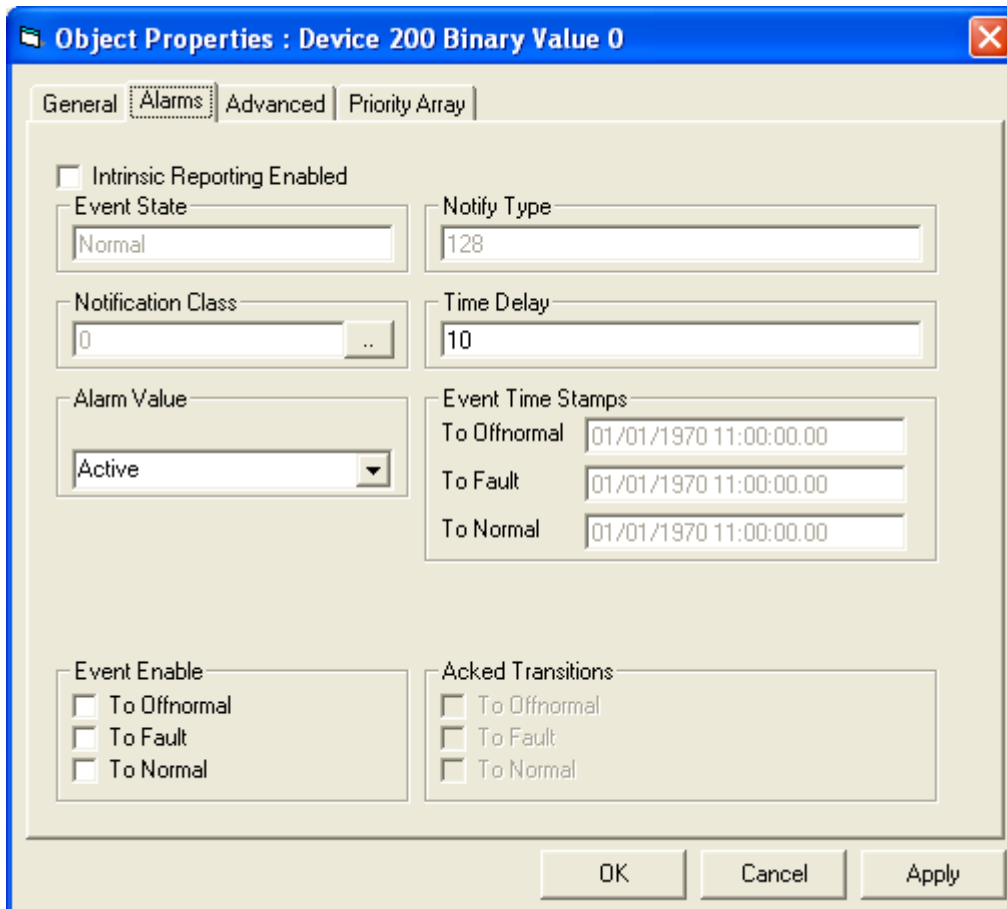 Object Properties : Device 200 Binary Value 0
General Alarms Advanced Priority Array
Intrinsic Reporting Enabled
Event State
Normal
Notify Type
128
Notification Class
0 ..
Time Delay
10
Alarm Value
Active
Event Time Stamps
To Offnormal 01/01/1970 11:00:00.00
To Fault 01/01/1970 11:00:00.00
To Normal 01/01/1970 11:00:00.00
Event Enable
To Offnormal
To Fault
To Normal
Acked Transitions
To Offnormal
To Fault
To Normal
OK Cancel Apply